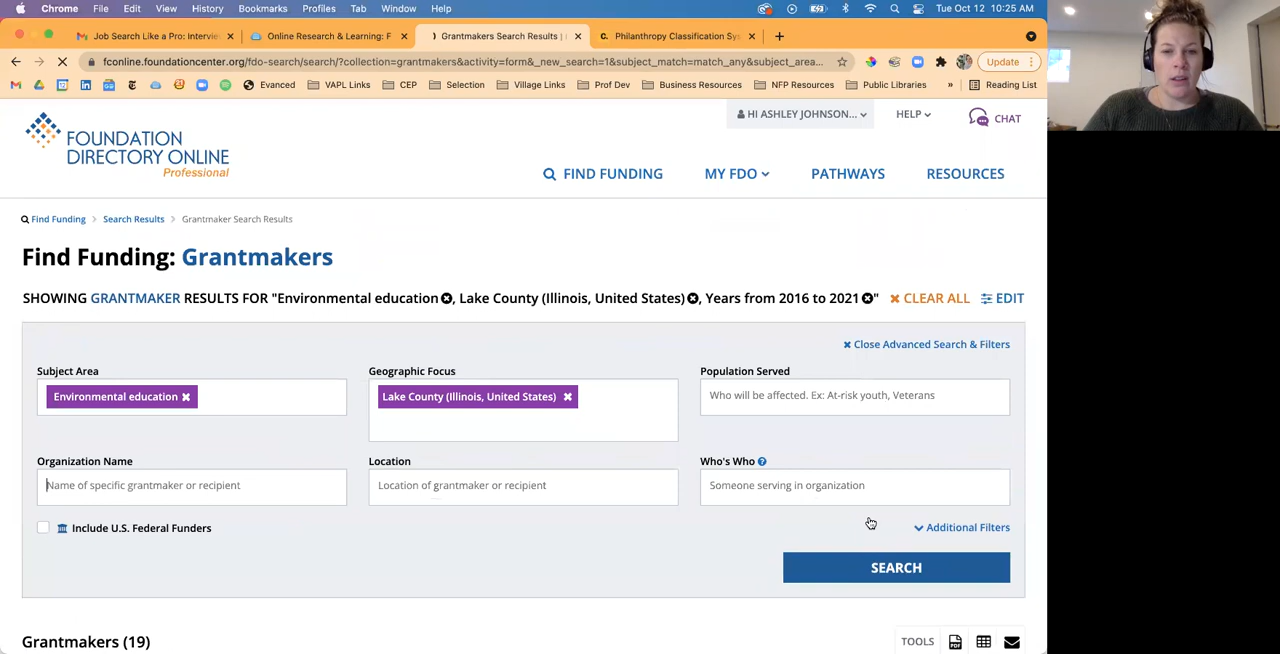 Chrome File Edit View History Bookmarks Profiles Tab Window Help Tue Oct 12 10:25 AM
Job Search Like a Pro: Intervie Online Research & Learning: F Grantmakers Search Results | Philanthropy Classification Sys
fconline.foundationcenter.org/fdo-search/search/?collection=grantmakers&activity=form&_new_search=1&subject_match=match_any&subject_area... Update
Evanced VAPL Links CEP Selection Village Links Prof Dev Business Resources NFP Resources Public Libraries » Reading List
HI ASHLEY JOHNSON... HELP CHAT
FOUNDATION
DIRECTORY ONLINE
Professional
FIND FUNDING MY FDO PATHWAYS RESOURCES
Find Funding Search Results Grantmaker Search Results
Find Funding: Grantmakers
SHOWING GRANTMAKER RESULTS FOR "Environmental education, Lake County (Illinois, United States), Years from 2016 to 2021" CLEAR ALL EDIT
Close Advanced Search & Filters
Subject Area Geographic Focus Population Served
Environmental education Lake County (Illinois, United States) Who will be affected. Ex: At-risk youth, Veterans
Organization Name Location Who's Who
Name of specific grantmaker or recipient Location of grantmaker or recipient Someone serving in organization
Include U.S. Federal Funders Additional Filters
SEARCH
Grantmakers (19) TOOLS